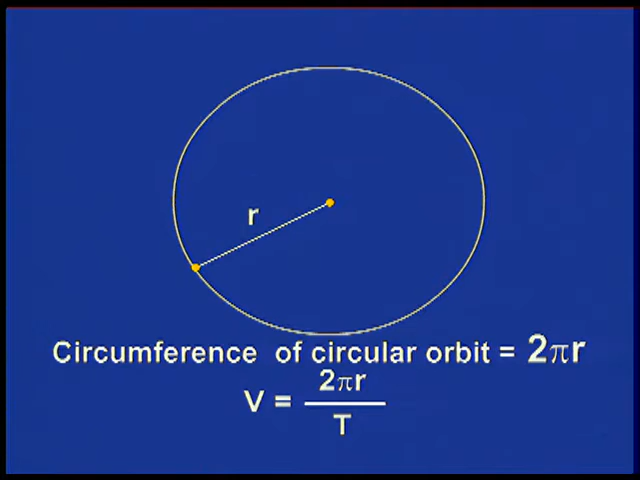 r
Circumference of circular orbit = 2πr
V = 2πr / T